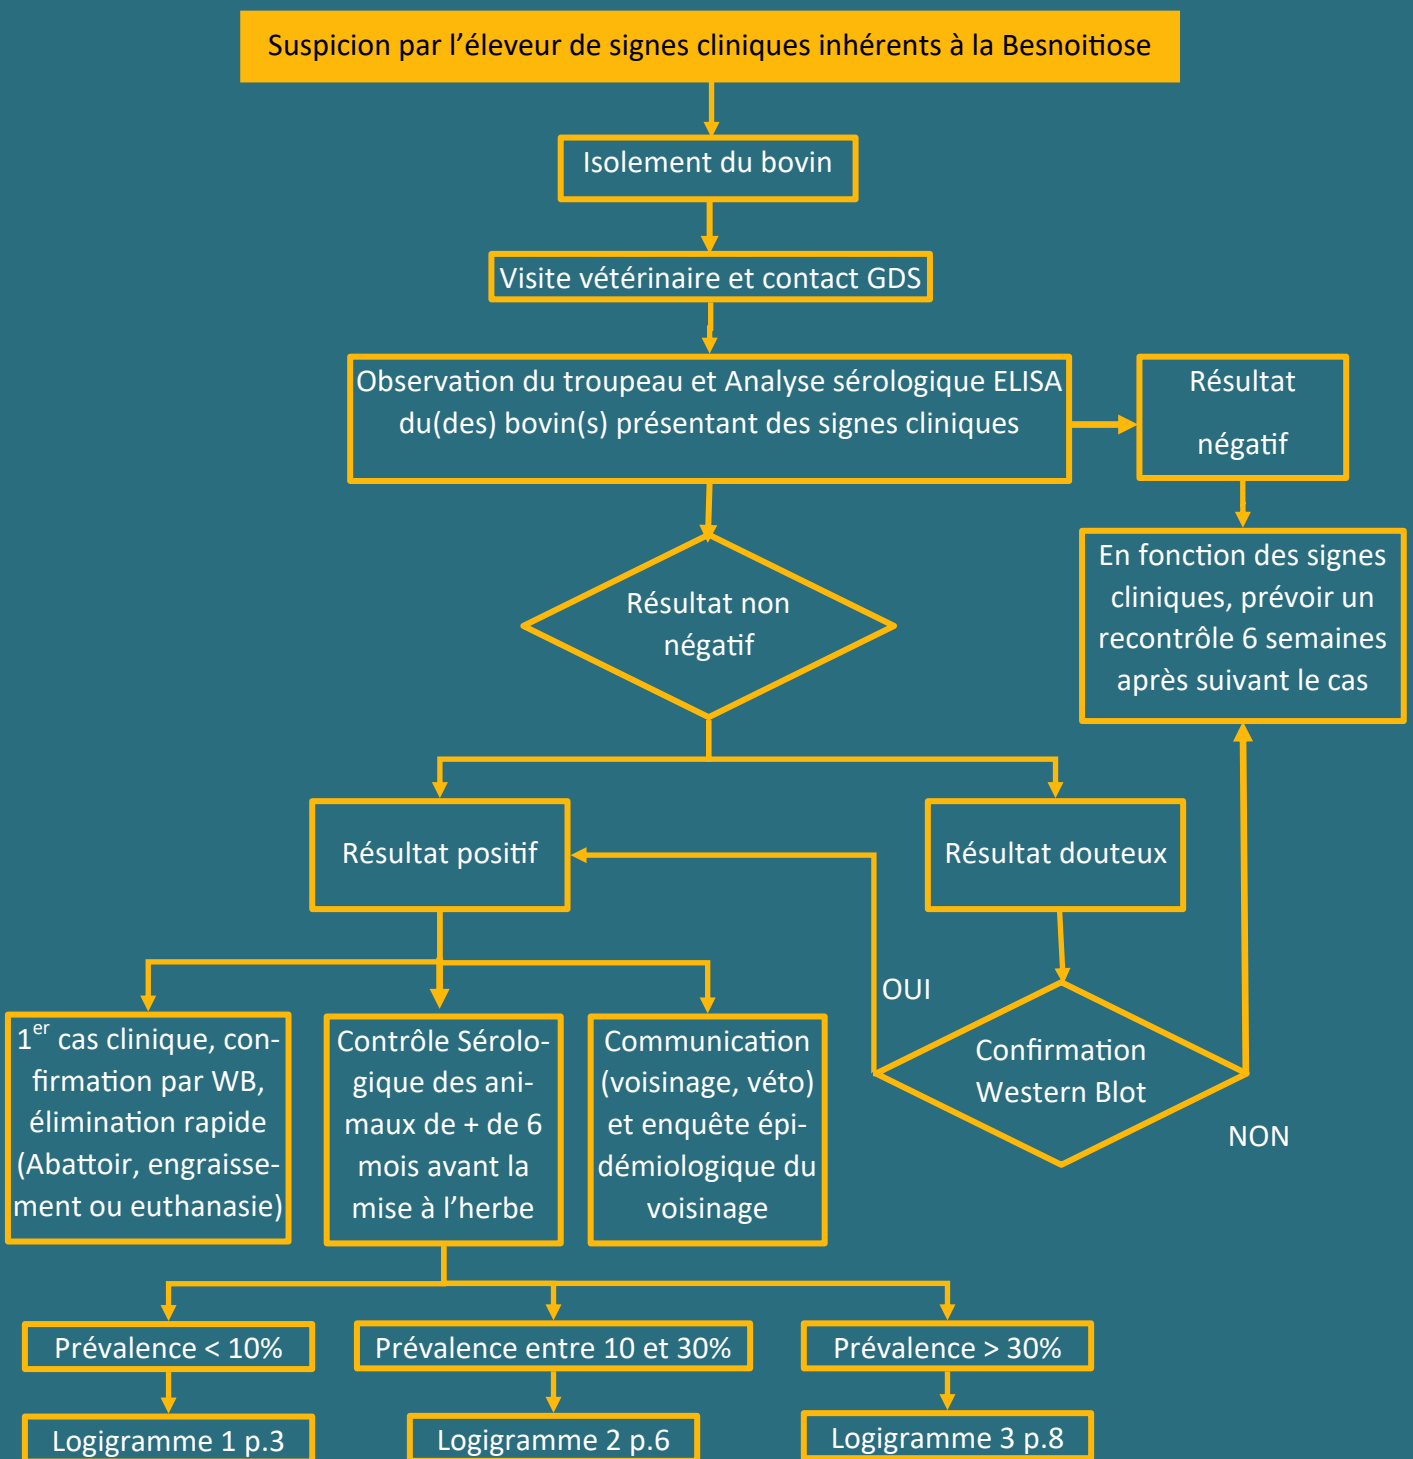 Suspicion par l’éleveur de signes cliniques inhérents à la Besnoitiose
Isolement du bovin
Visite vétérinaire et contact GDS
Observation du troupeau et Analyse sérologique ELISA
du(des) bovin(s) présentant des signes cliniques
Résultat
négatif
En fonction des signes
cliniques, prévoir un
recontrôle 6 semaines
après suivant le cas
Résultat non
négatif
Résultat positif
Résultat douteux
OUI
Confirmation
Western Blot
NON
1er cas clinique, con-
firmation par WB,
élimination rapide
(Abattoir, engraisse-
ment ou euthanasie)
Contrôle Sérolo-
gique des ani-
maux de + de 6
mois avant la
mise à l’herbe
Communication
(voisinage, véto)
et enquête épi-
démiologique du
voisinage
Prévalence < 10%
Prévalence entre 10 et 30%
Prévalence > 30%
Logigramme 1 p.3
Logigramme 2 p.6
Logigramme 3 p.8